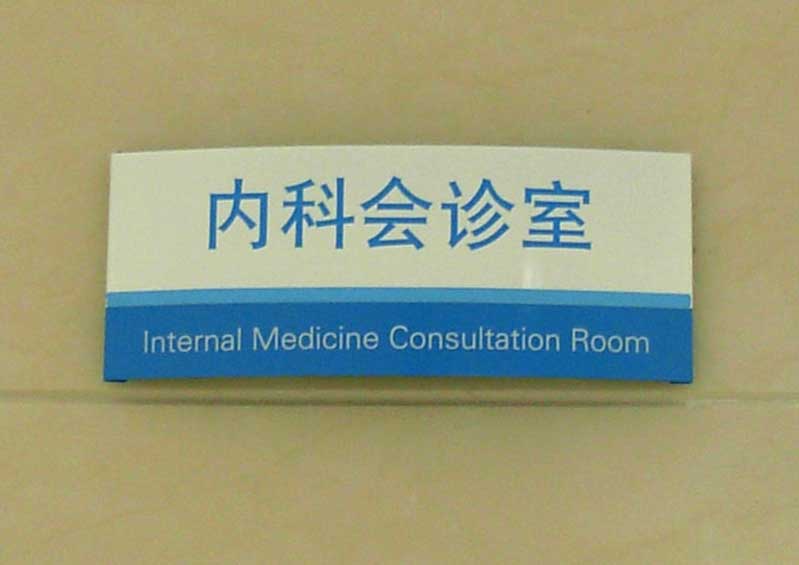 内科会诊室
Internal Medicine Consultation Room